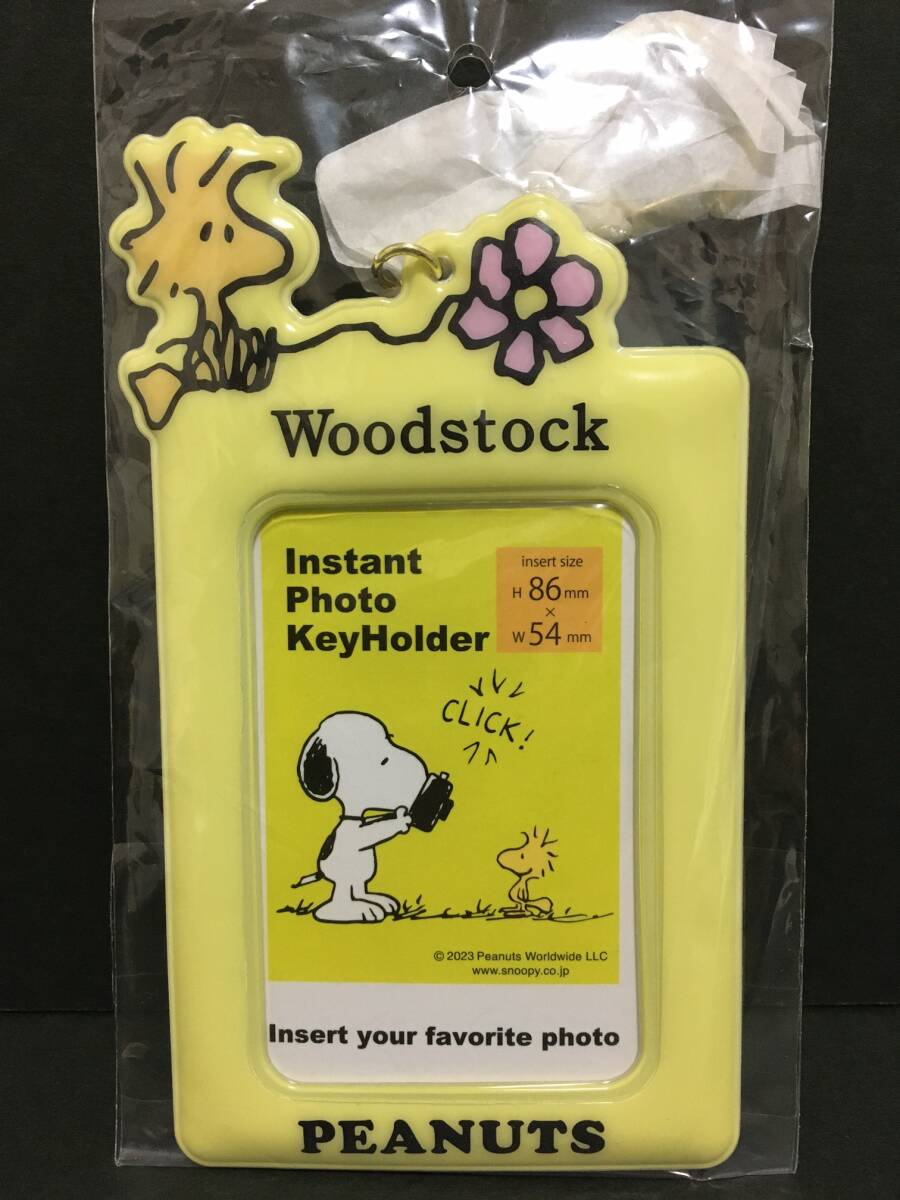 Woodstock
Instant
Photo
KeyHolder
insert size
H 86 mm
×
W 54 mm
CLICK!
© 2023 Peanuts Worldwide LLC
www.snoopy.co.jp
Insert your favorite photo
PEANUTS